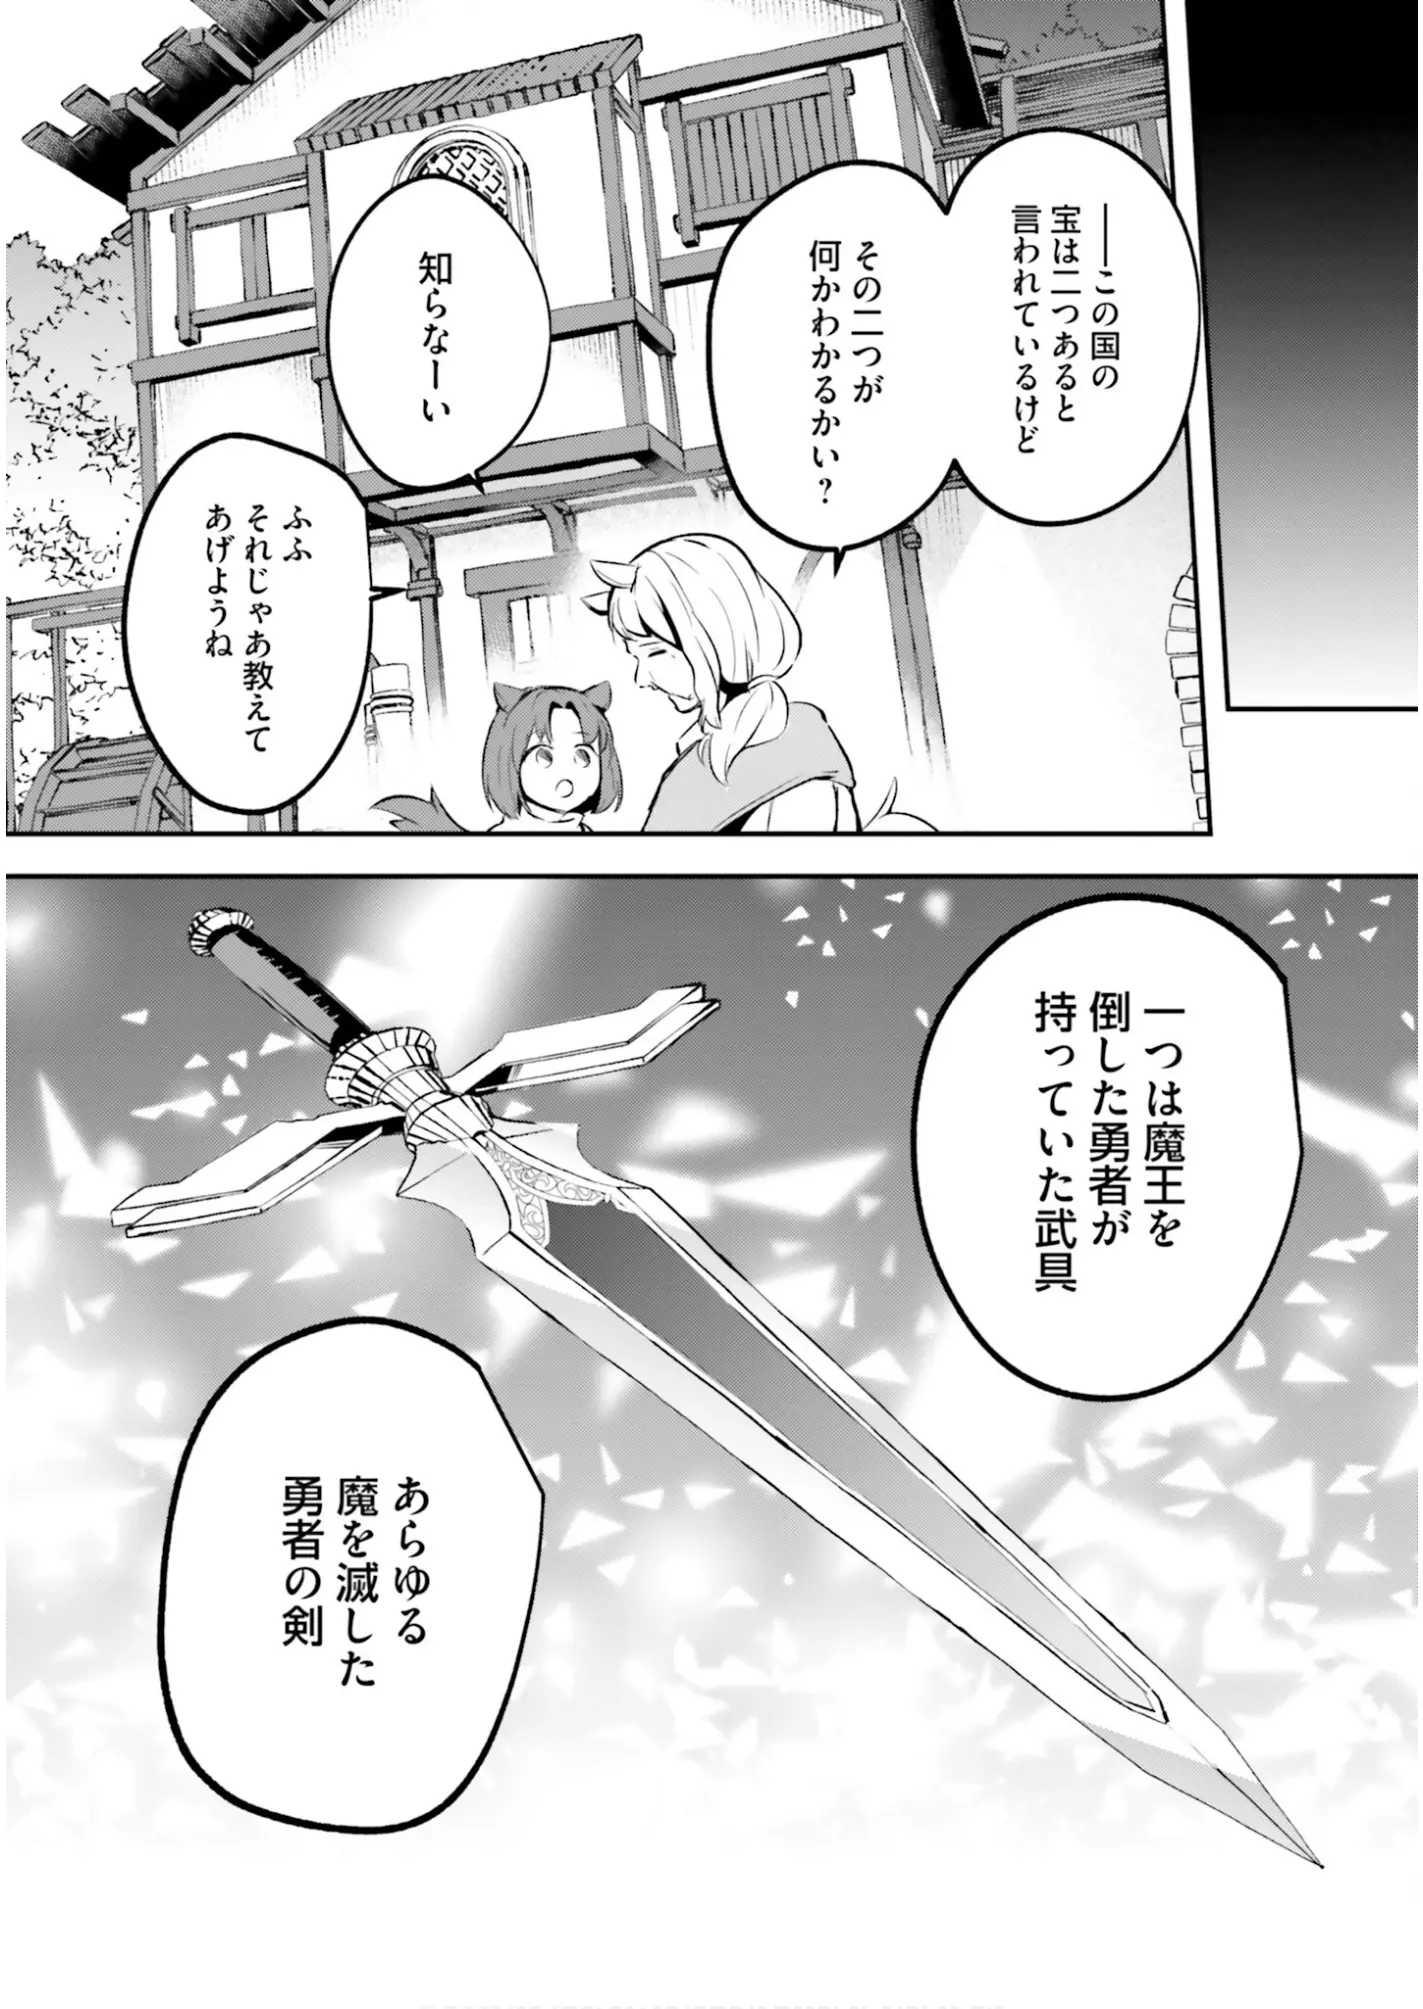 ――この国の
宝は二つあると
言われているけど
その二つが
何かわかるかい？
知らなーい
ふふ
それじゃあ教えて
あげようね
一つは魔王を
倒した勇者が
持っていた武具
あらゆる
魔を滅した
勇者の剣